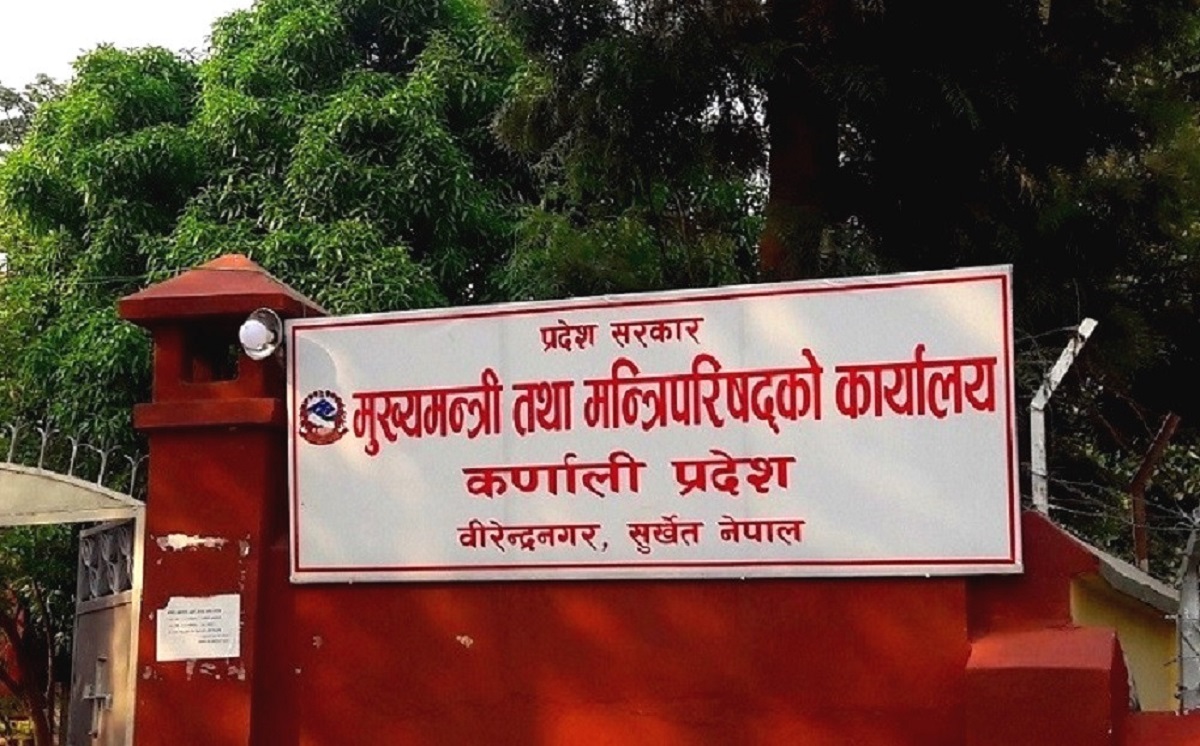 प्रदेश सरकार
मुख्यमन्त्री तथा मन्त्रिपरिषद्को कार्यालय
कर्णाली प्रदेश
वीरेन्द्रनगर, सुर्खेत नेपाल